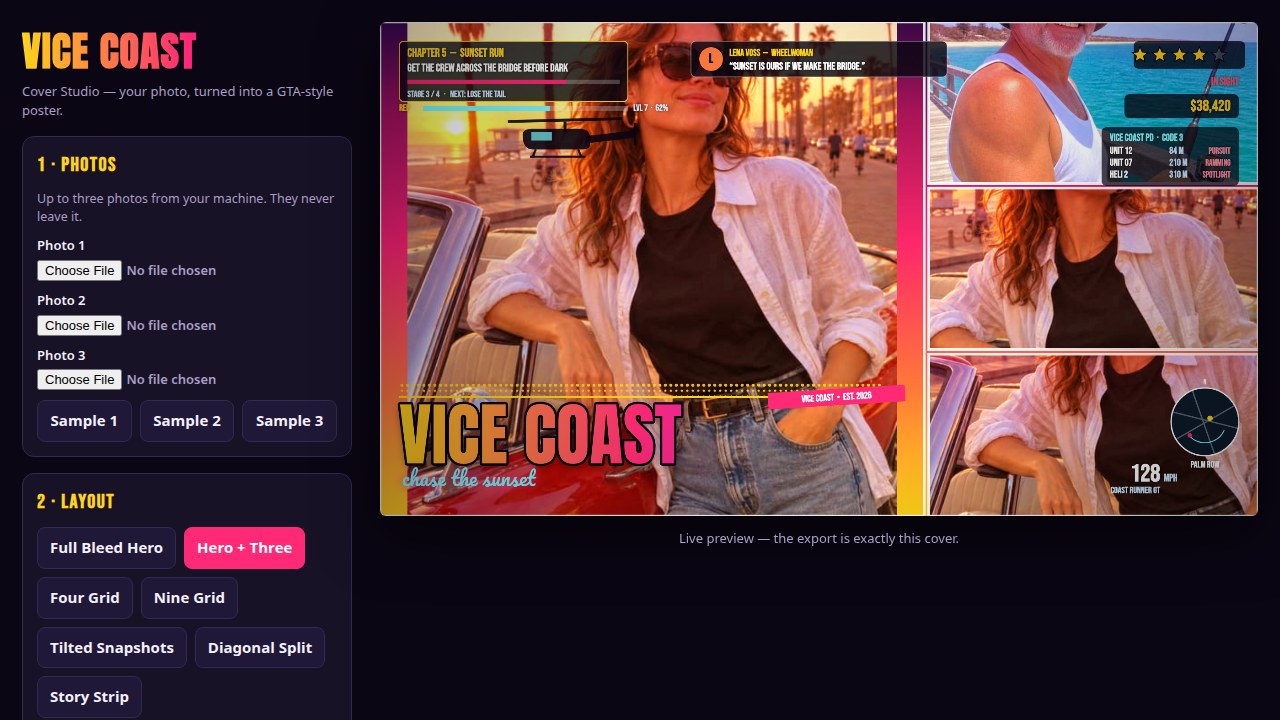 VICE COAST
Cover Studio — your photo, turned into a GTA-style
poster.
1 · PHOTOS
Up to three photos from your machine. They never
leave it.
Photo 1
Choose File No file chosen
Photo 2
Choose File No file chosen
Photo 3
Choose File No file chosen
Sample 1 Sample 2 Sample 3
2 · LAYOUT
Full Bleed Hero Hero + Three
Four Grid Nine Grid
Tilted Snapshots Diagonal Split
Story Strip
CHAPTER 5 — SUNSET RUN
GET THE CREW ACROSS THE BRIDGE BEFORE DARK
STAGE 3 / 4 · NEXT: LOSE THE TAIL
LVL 7 · 62%
L
LENA VOSS — WHEELWOMAN
“SUNSET IS OURS IF WE MAKE THE BRIDGE.”
$38,420
VICE COAST PD · CODE 3
UNIT 12 84 M PURSUIT
UNIT 07 210 M RAMMING
HELI 2 310 M SPOTLIGHT
VICE COAST • EST. 2026
VICE COAST
chase the sunset
128 MPH
COAST RUNNER GT
PALM ROW
Live preview — the export is exactly this cover.